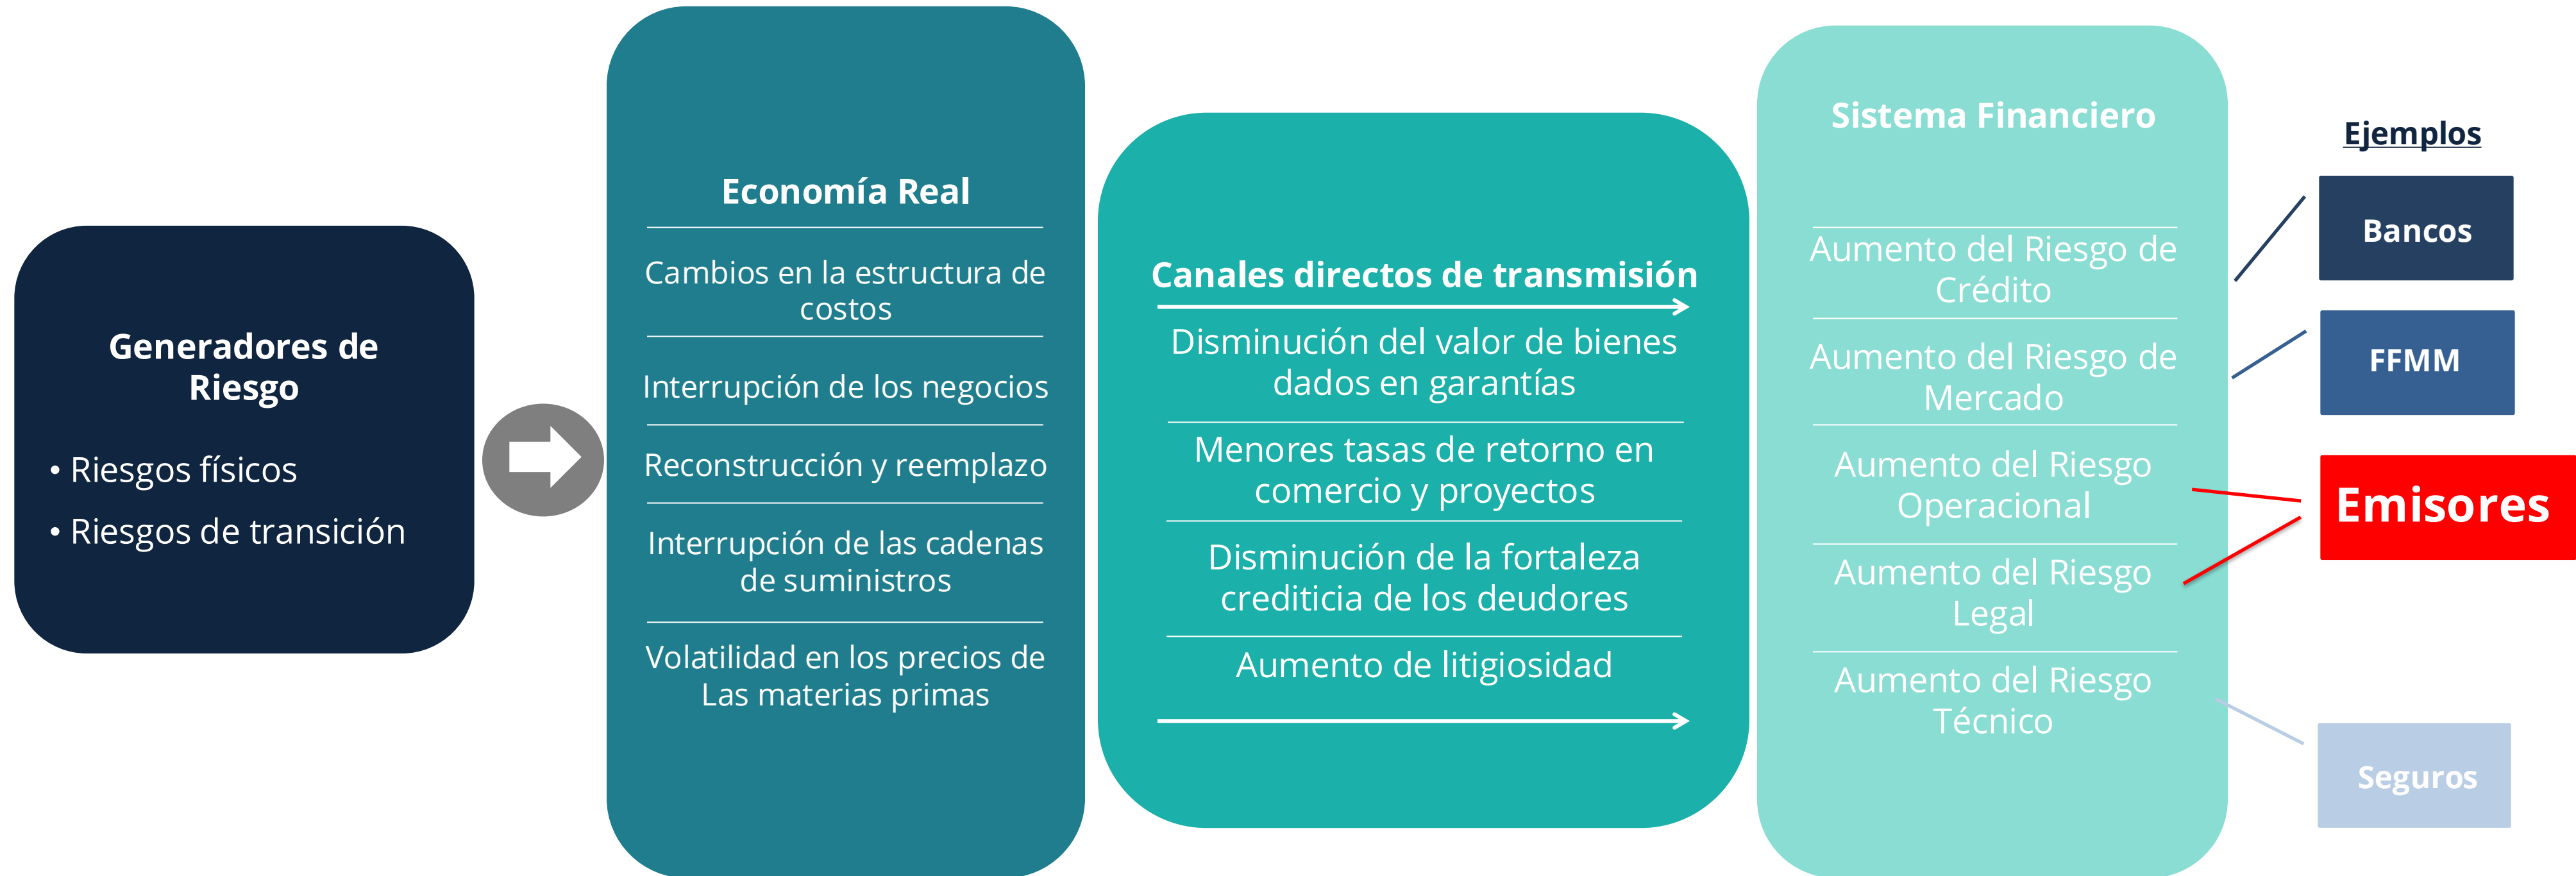 Generadores de
Riesgo
• Riesgos físicos
• Riesgos de transición
Economía Real
Cambios en la estructura de
costos
Interrupción de los negocios
Reconstrucción y reemplazo
Interrupción de las cadenas
de suministros
Volatilidad en los precios de
Las materias primas
Canales directos de transmisión
Disminución del valor de bienes
dados en garantías
Menores tasas de retorno en
comercio y proyectos
Disminución de la fortaleza
crediticia de los deudores
Aumento de litigiosidad
Sistema Financiero
Aumento del Riesgo de
Crédito
Aumento del Riesgo de
Mercado
Aumento del Riesgo
Operacional
Aumento del Riesgo
Legal
Aumento del Riesgo
Técnico
Ejemplos
Bancos
FFMM
Emisores
Seguros